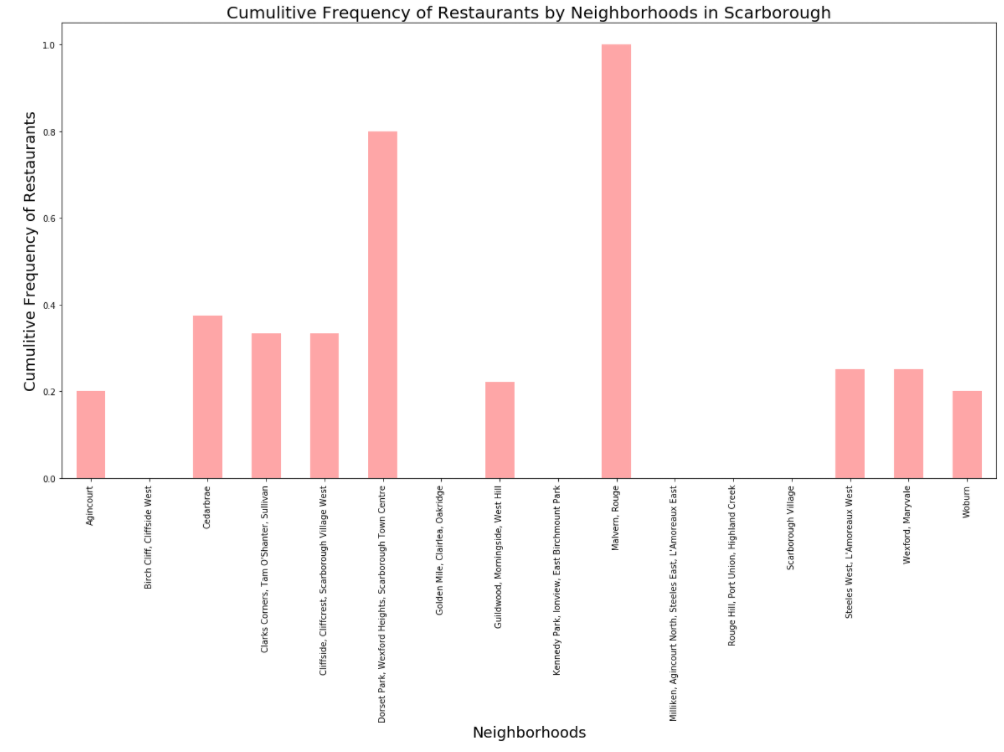 Cumulitive Frequency of Restaurants by Neighborhoods in Scarborough
Cumulitive Frequency of Restaurants
1.0
0.8
0.6
0.4
0.2
0.0
Agincourt
Birch Cliff, Cliffside West
Cedarbrae
Clarks Corners, Tam O'Shanter, Sullivan
Cliffside, Cliffcrest, Scarborough Village West
Dorset Park, Wexford Heights, Scarborough Town Centre
Golden Mile, Clairlea, Oakridge
Guildwood, Morningside, West Hill
Kennedy Park, Ionview, East Birchmount Park
Malvern, Rouge
Milliken, Agincourt North, Steeles East, L'Amoreaux East
Rouge Hill, Port Union, Highland Creek
Scarborough Village
Steeles West, L'Amoreaux West
Wexford, Maryvale
Woburn
Neighborhoods